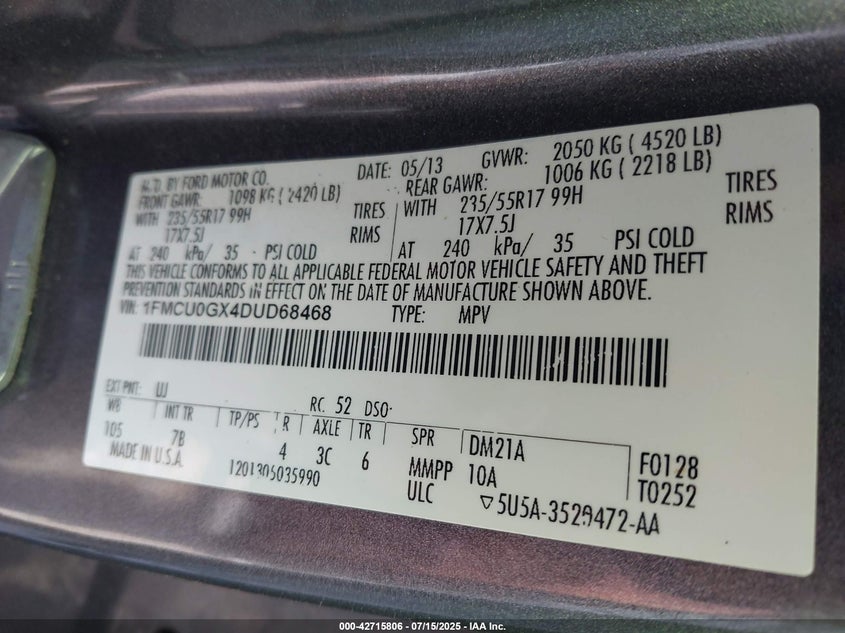 MFD. BY FORD MOTOR CO. DATE: 05/13 GVWR: 2050 KG ( 4520 LB)
FRONT GAWR: 1098 KG ( 2420 LB) REAR GAWR: 1006 KG ( 2218 LB)
WITH 235/55R17 99H TIRES WITH 235/55R17 99H TIRES
17X7.5J RIMS 17X7.5J RIMS
AT 240 kPa/ 35 PSI COLD AT 240 kPa/ 35 PSI COLD
THIS VEHICLE CONFORMS TO ALL APPLICABLE FEDERAL MOTOR VEHICLE SAFETY AND THEFT
PREVENTION STANDARDS IN EFFECT ON THE DATE OF MANUFACTURE SHOWN ABOVE.
VIN: 1FMCU0GX4DUD68468 TYPE: MPV
EXT PNT: UJ RC: 52 DSO:
WB INT TR TP/PS R AXLE TR SPR DM21A F0128
105 7B 4 3C 6 MMPP 10A T0252
MADE IN U.S.A. 1201305035990 ULC ▽5U5A-3520472-AA
000-42715806 - 07/15/2025 - IAA Inc.